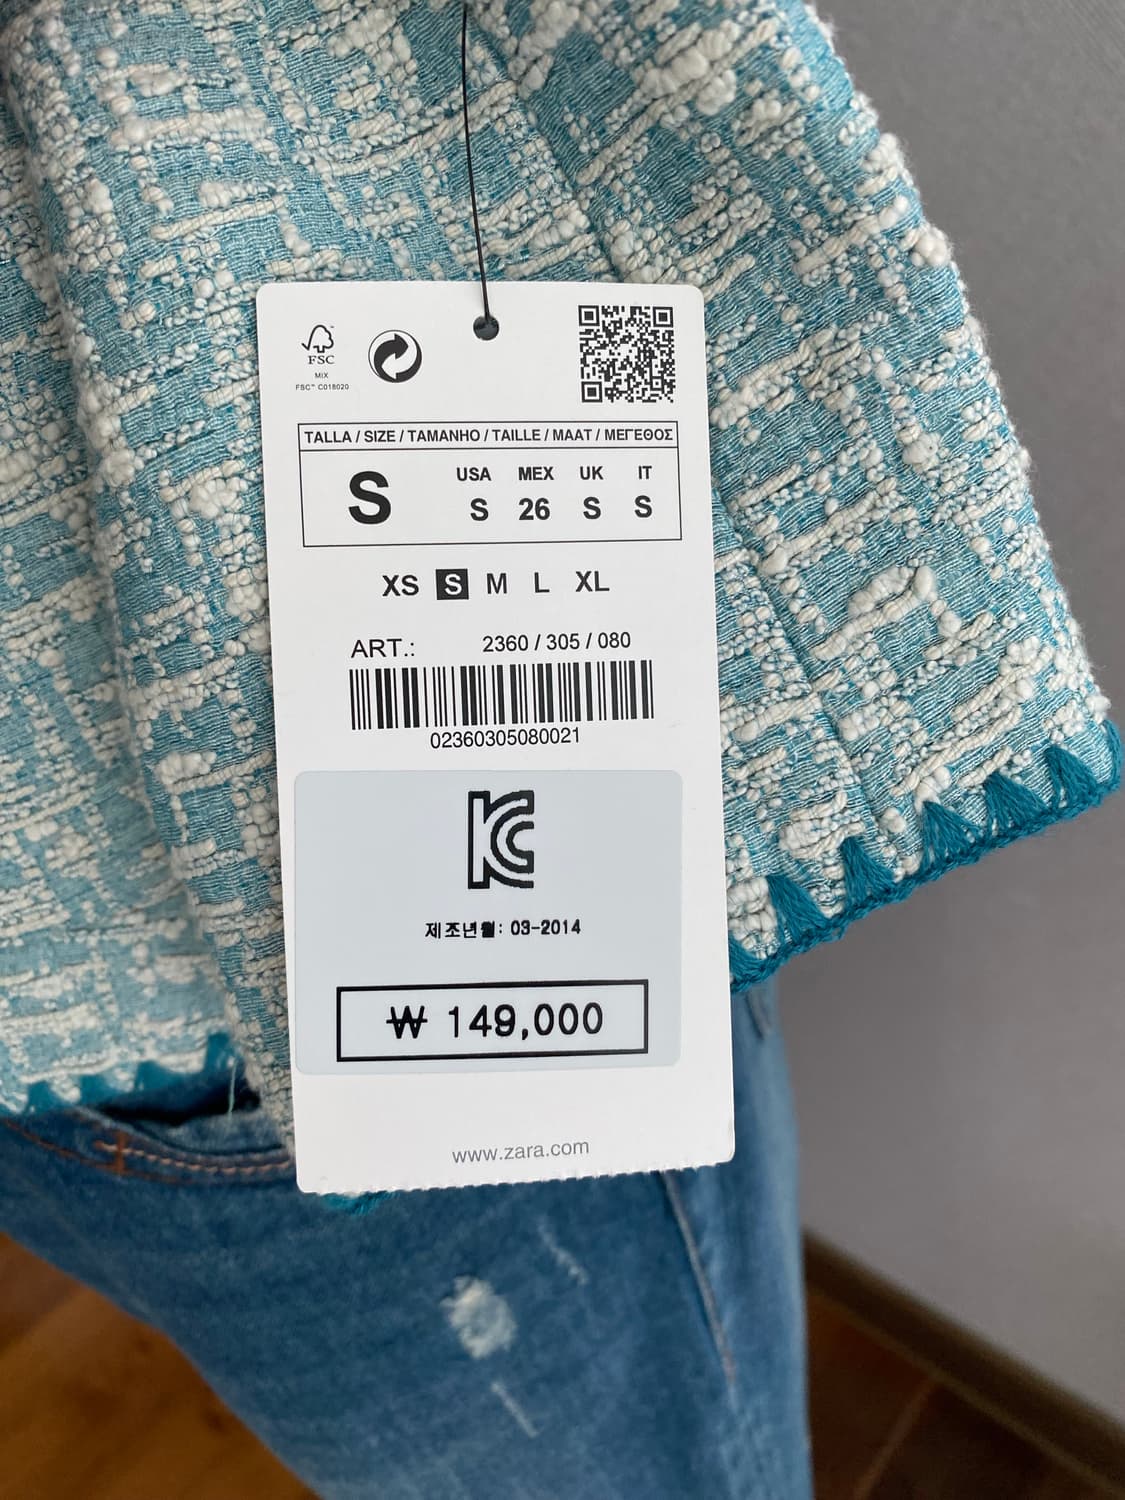 FSC
MIX
FSC™ C018020
TALLA / SIZE / TAMANHO / TAILLE / MAAT / ΜΕΓΕΘΟΣ
USA MEX UK IT
S S 26 S S
XS S M L XL
ART.: 2360 / 305 / 080
02360305080021
KC
제조년월: 03-2014
₩ 149,000
www.zara.com